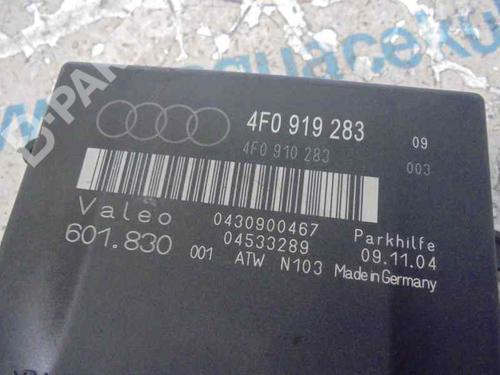 4F0 919 283 09
4F0 910 283 003
Valeo 0430900467 Parkhilfe
601.830 04533289 09.11.04
001 ATW N103 Made in Germany